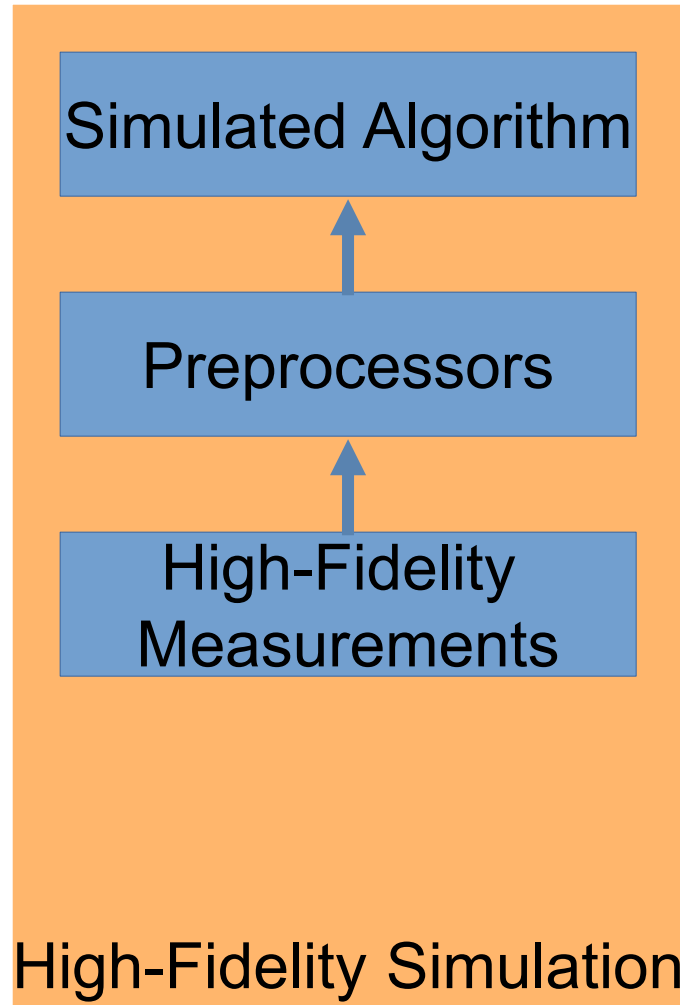 Simulated Algorithm
Preprocessors
High-Fidelity
Measurements
High-Fidelity Simulation